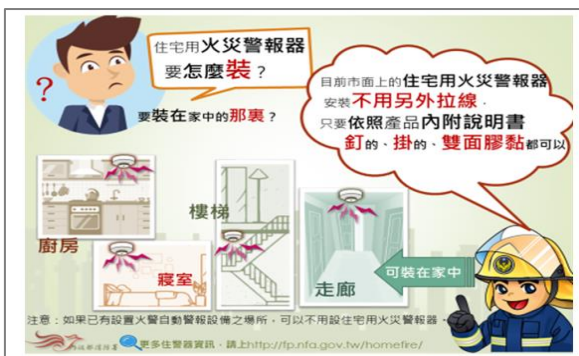 住宅用火災警報器
要怎麼裝？
?
要裝在家中的那裏？
目前市面上的住宅用火災警報器
安裝不用另外拉線，
只要依照產品內附說明書
釘的、掛的、雙面膠黏都可以
廚房
寢室
樓梯
走廊
可裝在家中
注意：如果已有設置火警自動警報設備之場所，可以不用設住宅用火災警報器。
內政部消防署
更多住警器資訊，請上http://fp.nfa.gov.tw/homefire/